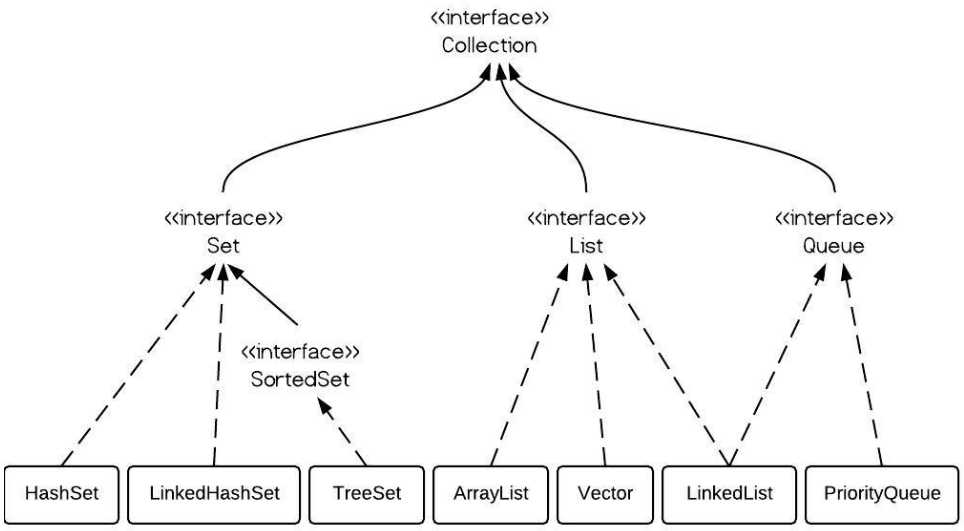 <<interface>>
Collection
<<interface>>
Set
<<interface>>
List
<<interface>>
Queue
<<interface>>
SortedSet
HashSet
LinkedHashSet
TreeSet
ArrayList
Vector
LinkedList
PriorityQueue